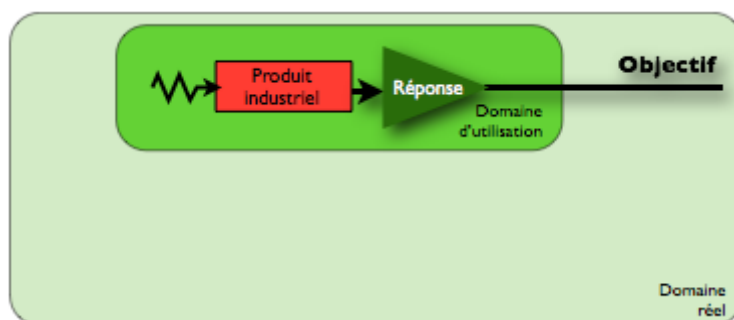 Produit
industriel
Réponse
Objectif
Domaine
d'utilisation
Domaine
réel